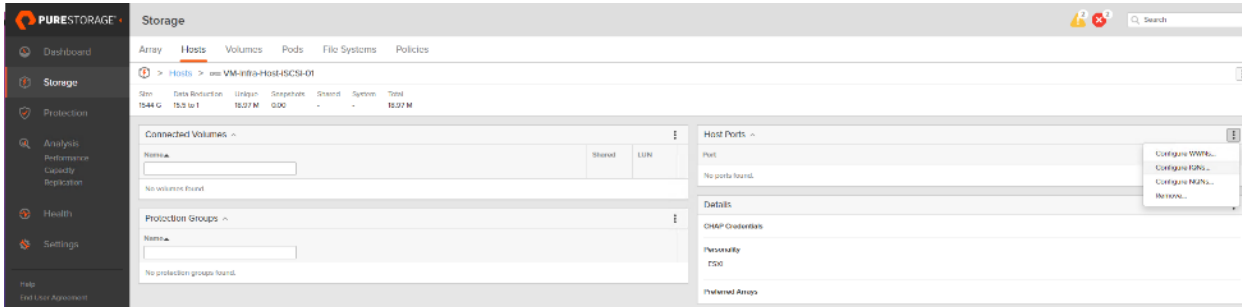 PURESTORAGE
Storage
2
2
Search
Dashboard
Storage
Protection
Analysis
Performance
Capacity
Replication
Health
Settings
Help
End User Agreement
Array Hosts Volumes Pods File Systems Policies
> Hosts > VM-Infra-Host-iSCSI-01
Size Data Reduction Unique Snapshots Shared System Total
1544 G 15.5 to 1 18.97 M 0.00 - - 18.97 M
Connected Volumes
Name Shared LUN
No volumes found.
Protection Groups
Name
No protection groups found.
Host Ports
Port
No ports found.
Configure WWNs...
Configure IQNs...
Configure NQNs...
Remove...
Details
CHAP Credentials
Personality
ESXi
Preferred Arrays